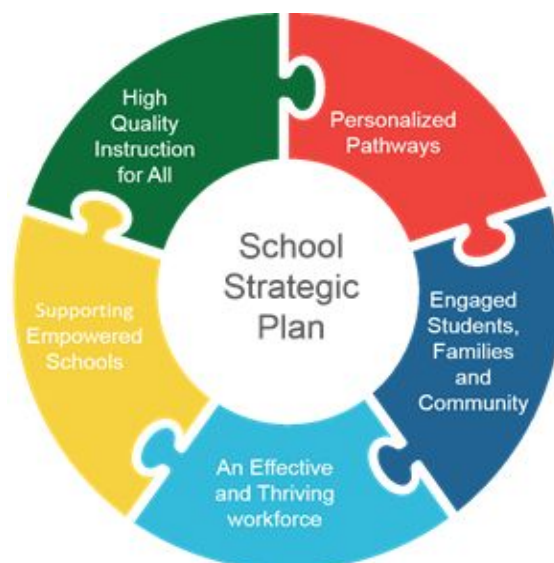 High
Quality
Instruction
for All
Personalized
Pathways
School
Strategic
Plan
Supporting
Empowered
Schools
Engaged
Students,
Families
and
Community
An Effective
and Thriving
workforce